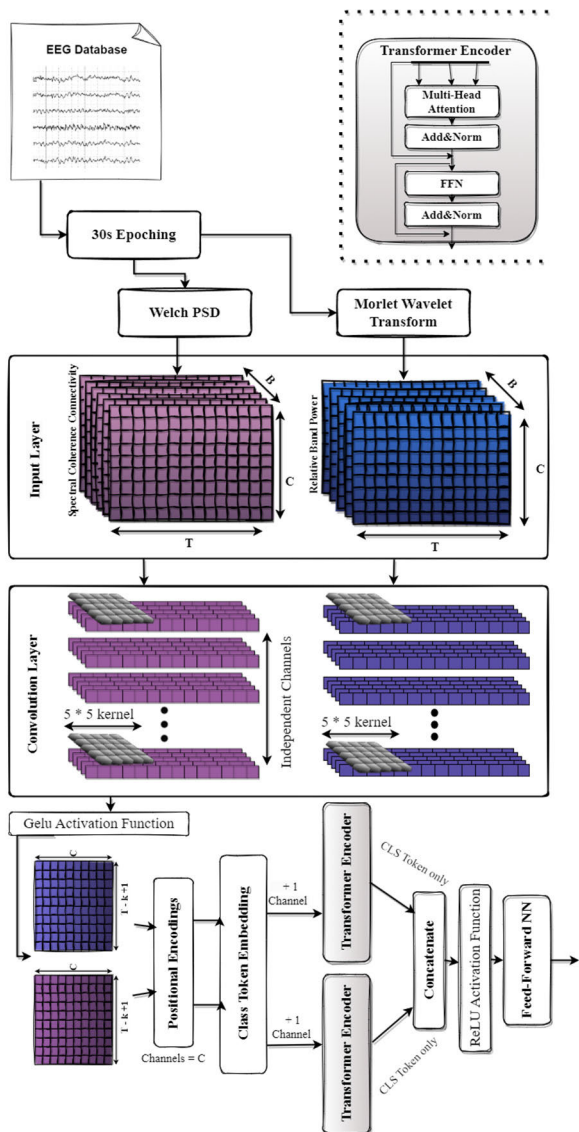 EEG Database
Transformer Encoder
Multi-Head
Attention
Add&Norm
FFN
Add&Norm
30s Epoching
Welch PSD
Morlet Wavelet
Transform
Input Layer
Spectral Coherence Connectivity
B
C
T
Relative Band Power
B
C
T
Convolution Layer
5 * 5 kernel
Independent Channels
5 * 5 kernel
Gelu Activation Function
C
T - k +1
C
T - k +1
Positional Encodings
Channels = C
Class Token Embedding
+ 1
Channel
+ 1
Channel
Transformer Encoder
Transformer Encoder
CLS Token only
CLS Token only
Concatenate
ReLU Activation Function
Feed-Forward NN